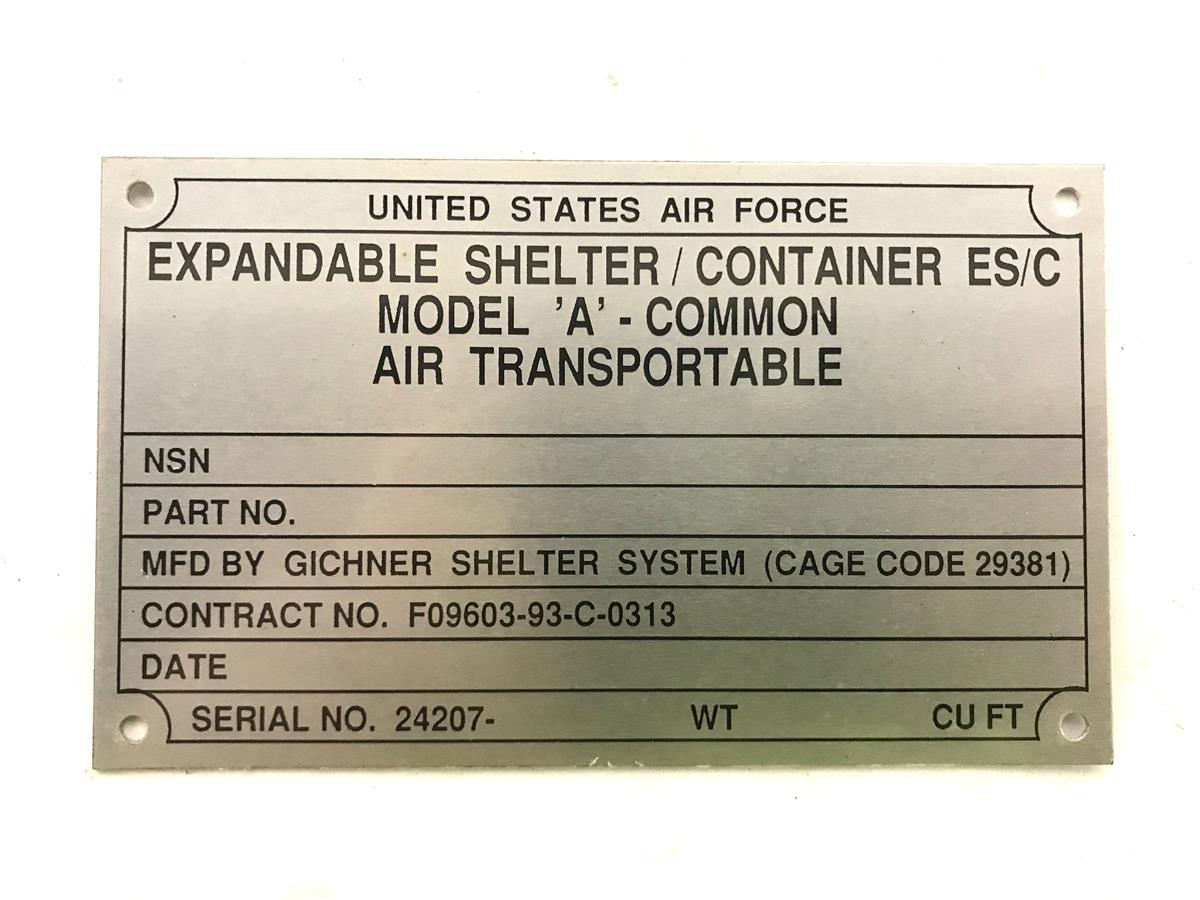 UNITED STATES AIR FORCE
EXPANDABLE SHELTER / CONTAINER ES/C
MODEL 'A' - COMMON
AIR TRANSPORTABLE
NSN
PART NO.
MFD BY GICHNER SHELTER SYSTEM (CAGE CODE 29381)
CONTRACT NO. F09603-93-C-0313
DATE
SERIAL NO. 24207- WT CU FT